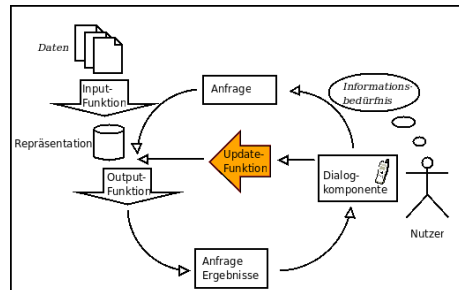 Daten
Input-
Funktion
Anfrage
Informations-
bedürfnis
Repräsentation
Update-
Funktion
Output-
Funktion
Dialog-
komponente
Nutzer
Anfrage
Ergebnisse